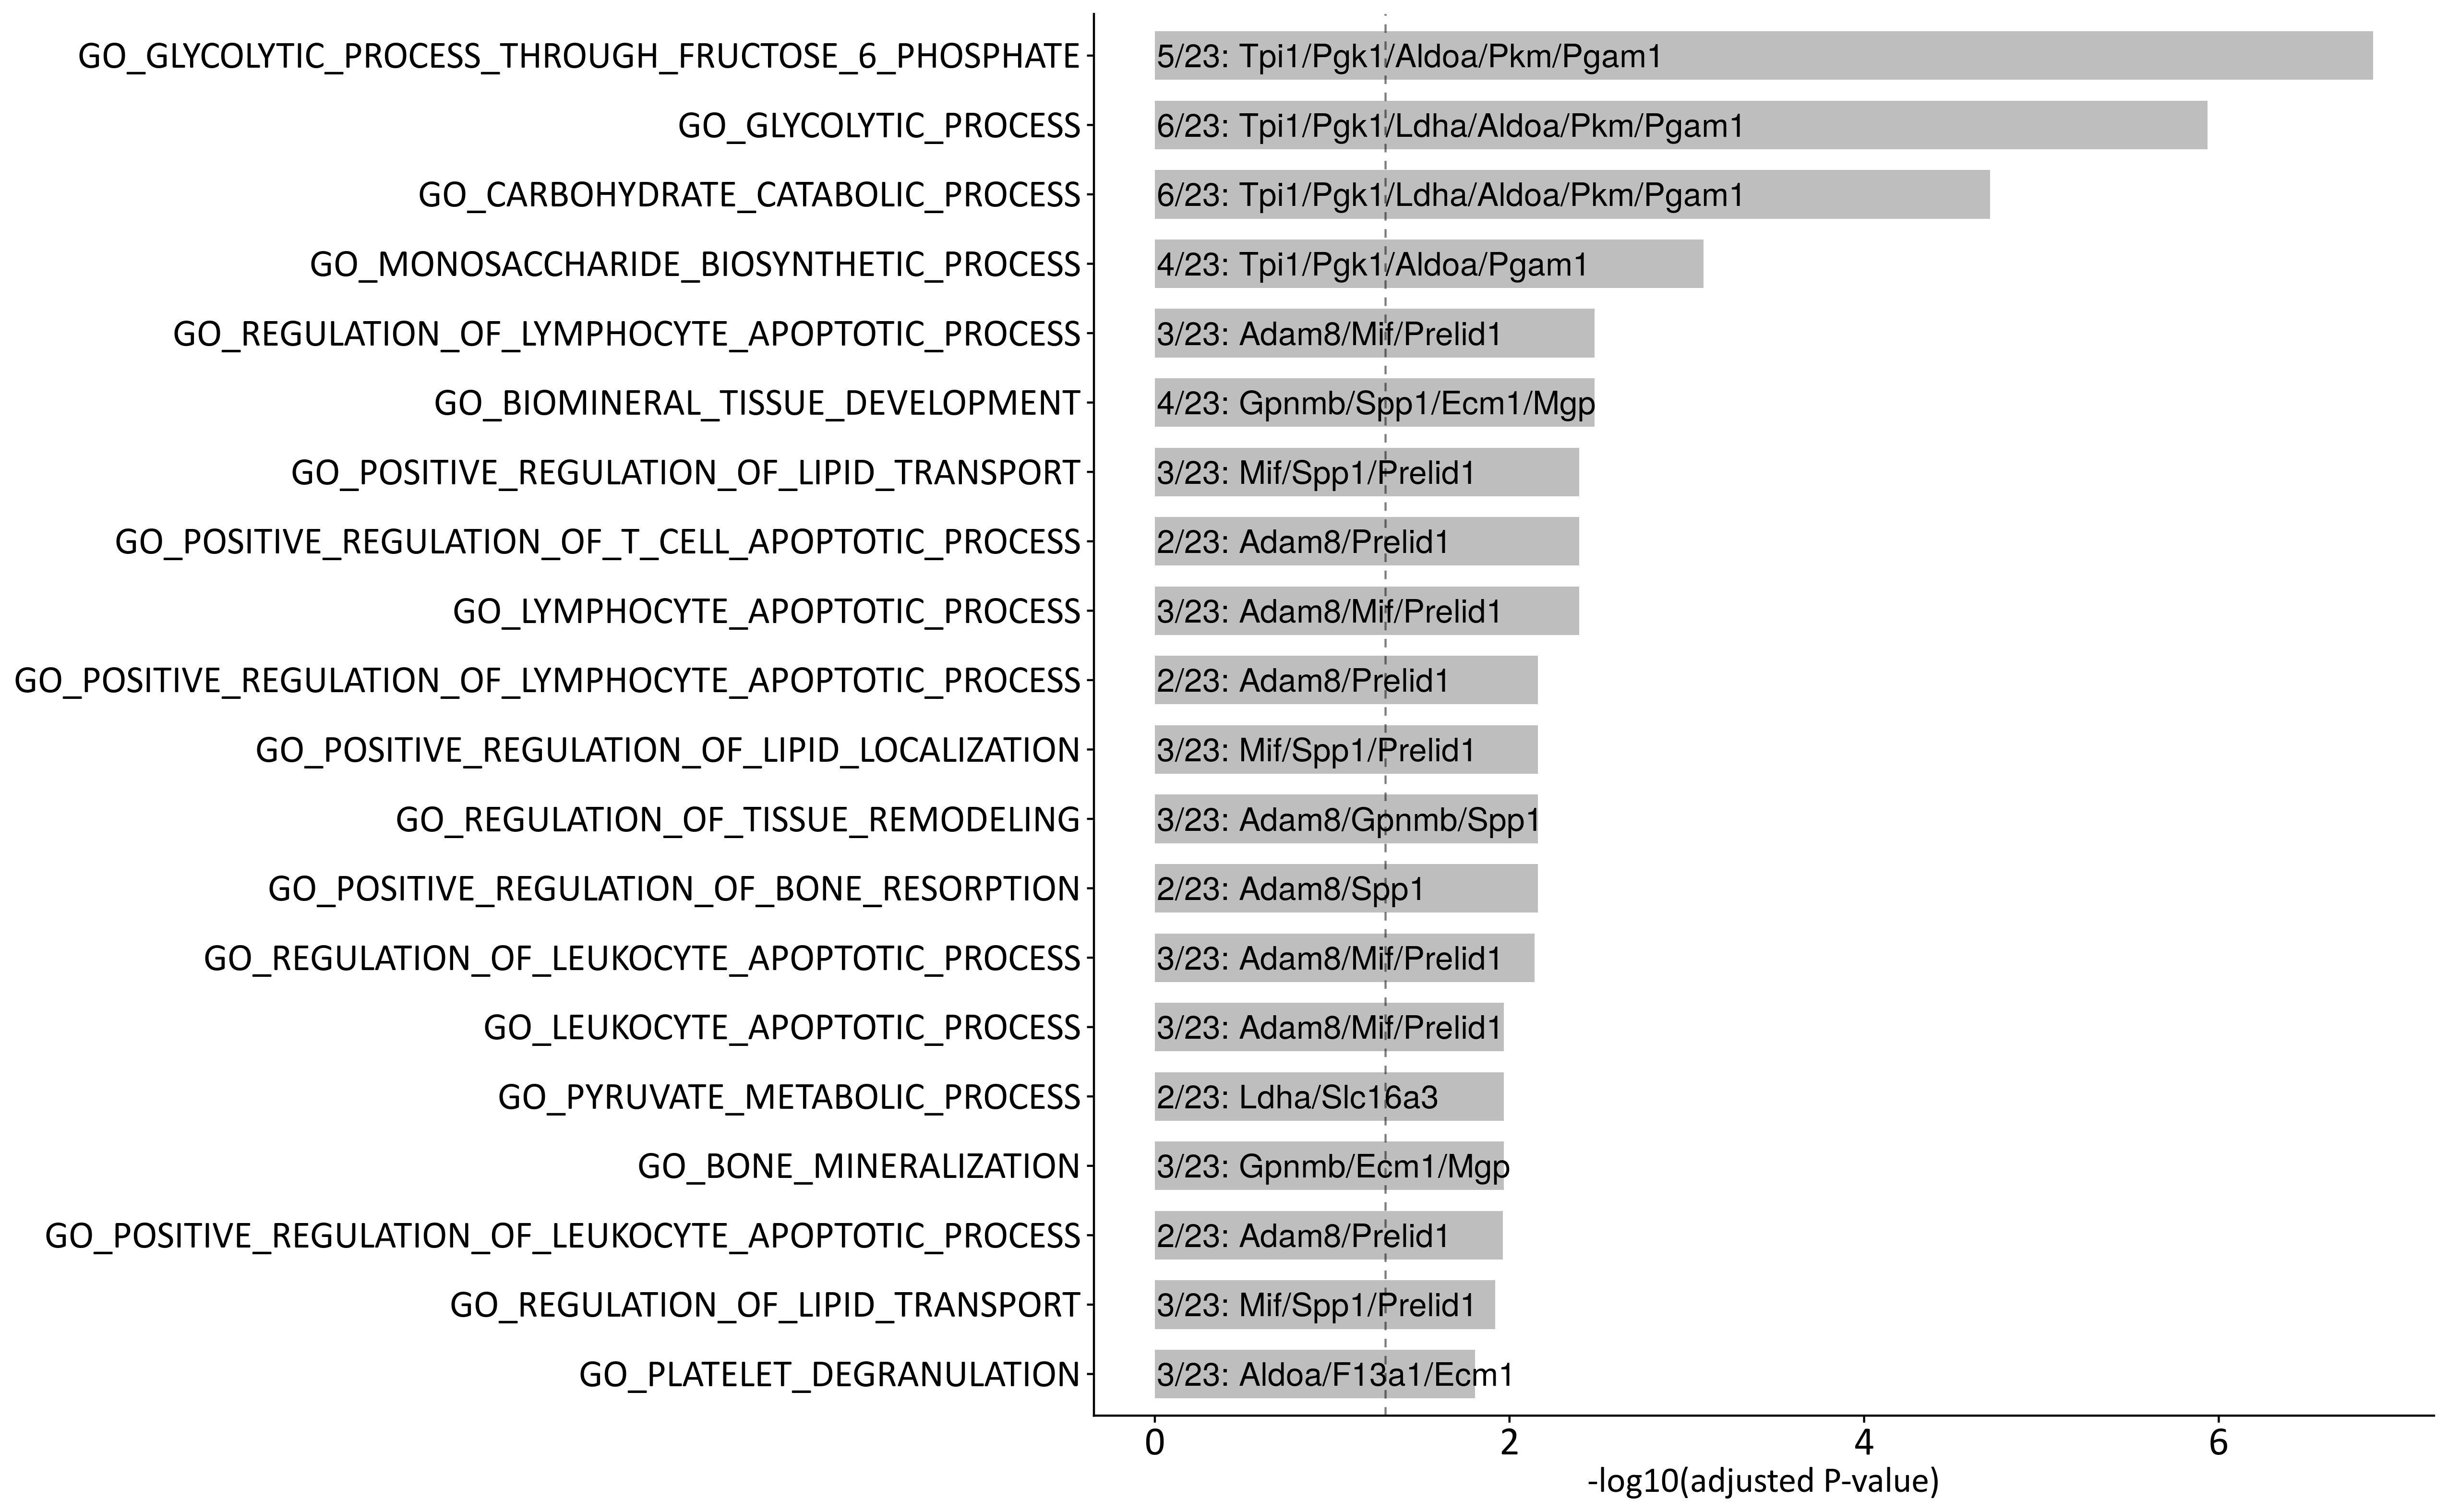 GO_GLYCOLYTIC_PROCESS_THROUGH_FRUCTOSE_6_PHOSPHATE 5/23: Tpi1/Pgk1/Aldoa/Pkm/Pgam1
GO_GLYCOLYTIC_PROCESS 6/23: Tpi1/Pgk1/Ldha/Aldoa/Pkm/Pgam1
GO_CARBOHYDRATE_CATABOLIC_PROCESS 6/23: Tpi1/Pgk1/Ldha/Aldoa/Pkm/Pgam1
GO_MONOSACCHARIDE_BIOSYNTHETIC_PROCESS 4/23: Tpi1/Pgk1/Aldoa/Pgam1
GO_REGULATION_OF_LYMPHOCYTE_APOPTOTIC_PROCESS 3/23: Adam8/Mif/Prelid1
GO_BIOMINERAL_TISSUE_DEVELOPMENT 4/23: Gpnmb/Spp1/Ecm1/Mgp
GO_POSITIVE_REGULATION_OF_LIPID_TRANSPORT 3/23: Mif/Spp1/Prelid1
GO_POSITIVE_REGULATION_OF_T_CELL_APOPTOTIC_PROCESS 2/23: Adam8/Prelid1
GO_LYMPHOCYTE_APOPTOTIC_PROCESS 3/23: Adam8/Mif/Prelid1
GO_POSITIVE_REGULATION_OF_LYMPHOCYTE_APOPTOTIC_PROCESS 2/23: Adam8/Prelid1
GO_POSITIVE_REGULATION_OF_LIPID_LOCALIZATION 3/23: Mif/Spp1/Prelid1
GO_REGULATION_OF_TISSUE_REMODELING 3/23: Adam8/Gpnmb/Spp1
GO_POSITIVE_REGULATION_OF_BONE_RESORPTION 2/23: Adam8/Spp1
GO_REGULATION_OF_LEUKOCYTE_APOPTOTIC_PROCESS 3/23: Adam8/Mif/Prelid1
GO_LEUKOCYTE_APOPTOTIC_PROCESS 3/23: Adam8/Mif/Prelid1
GO_PYRUVATE_METABOLIC_PROCESS 2/23: Ldha/Slc16a3
GO_BONE_MINERALIZATION 3/23: Gpnmb/Ecm1/Mgp
GO_POSITIVE_REGULATION_OF_LEUKOCYTE_APOPTOTIC_PROCESS 2/23: Adam8/Prelid1
GO_REGULATION_OF_LIPID_TRANSPORT 3/23: Mif/Spp1/Prelid1
GO_PLATELET_DEGRANULATION 3/23: Aldoa/F13a1/Ecm1
0 2 4 6
-log10(adjusted P-value)